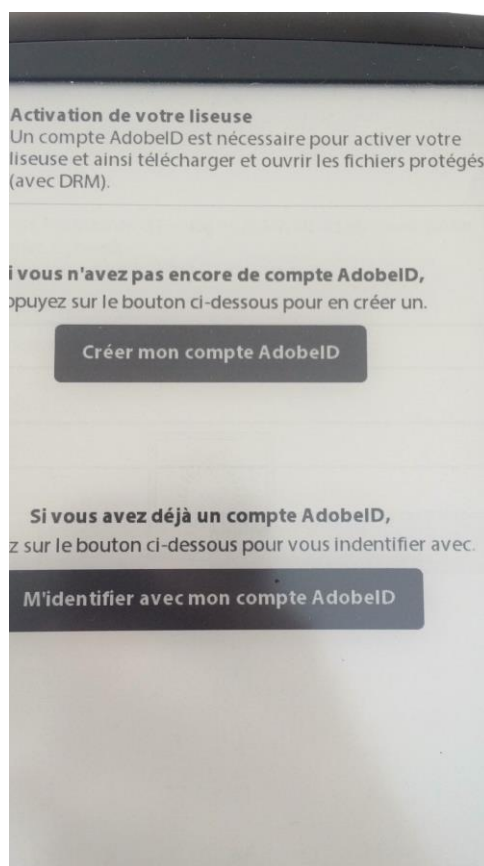 Activation de votre liseuse
Un compte AdobeID est nécessaire pour activer votre
liseuse et ainsi télécharger et ouvrir les fichiers protégés
(avec DRM).
i vous n'avez pas encore de compte AdobeID,
ppuyez sur le bouton ci-dessous pour en créer un.
Créer mon compte AdobeID
Si vous avez déjà un compte AdobeID,
z sur le bouton ci-dessous pour vous indentifier avec.
M'identifier avec mon compte AdobeID